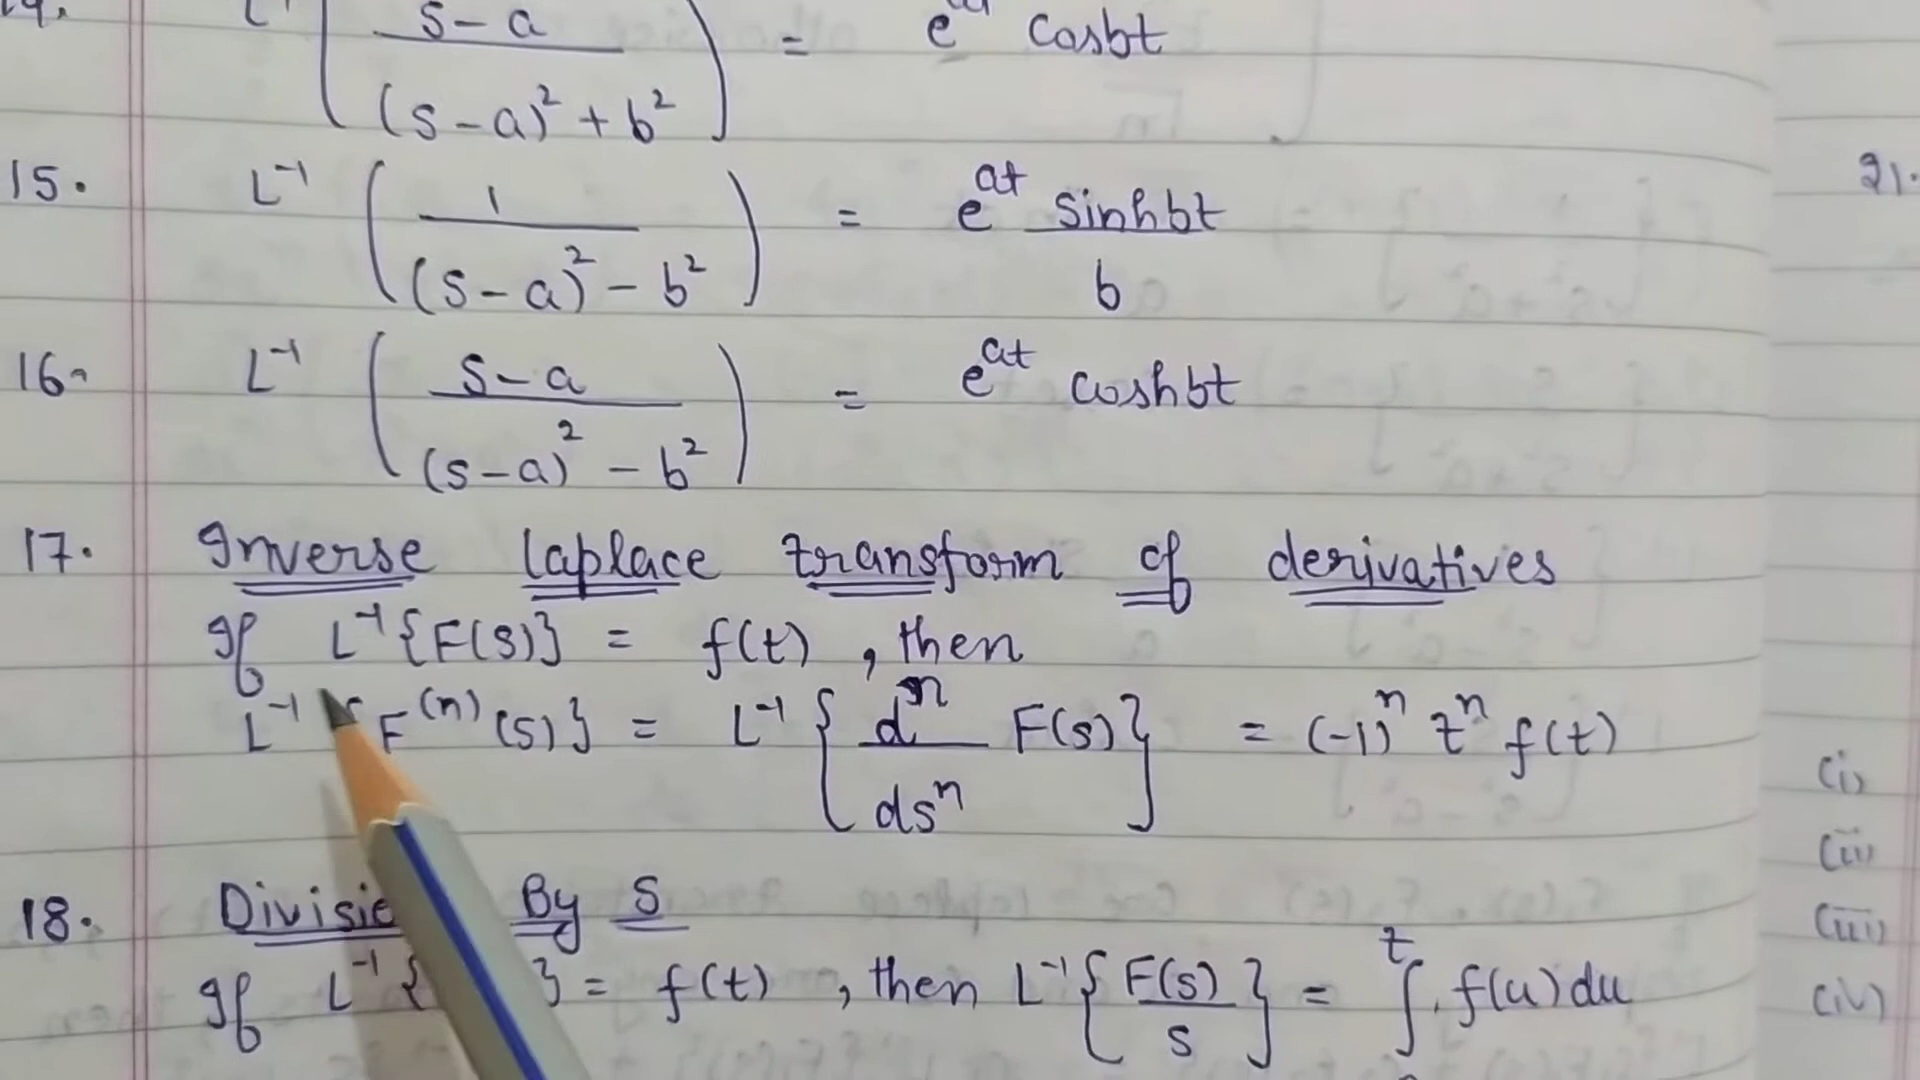 L⁻¹ ( s-a / (s-a)² + b² ) = e cosbt
15. L⁻¹ ( 1 / (s-a)² - b² ) = e^at sinhbt / b
21.
16. L⁻¹ ( s-a / (s-a)² - b² ) = e^at coshbt
17. Inverse laplace transform of derivatives
If L⁻¹{F(s)} = f(t), then
L⁻¹ { F⁽ⁿ⁾(s)} = L⁻¹ { dⁿ / dsⁿ F(s)} = (-1)ⁿ tⁿ f(t)
(i)
(ii)
18. By S
(iii)
If L⁻¹{ } = f(t), then L⁻¹{ F(s) / s } = ∫^t f(u) du
(iv)